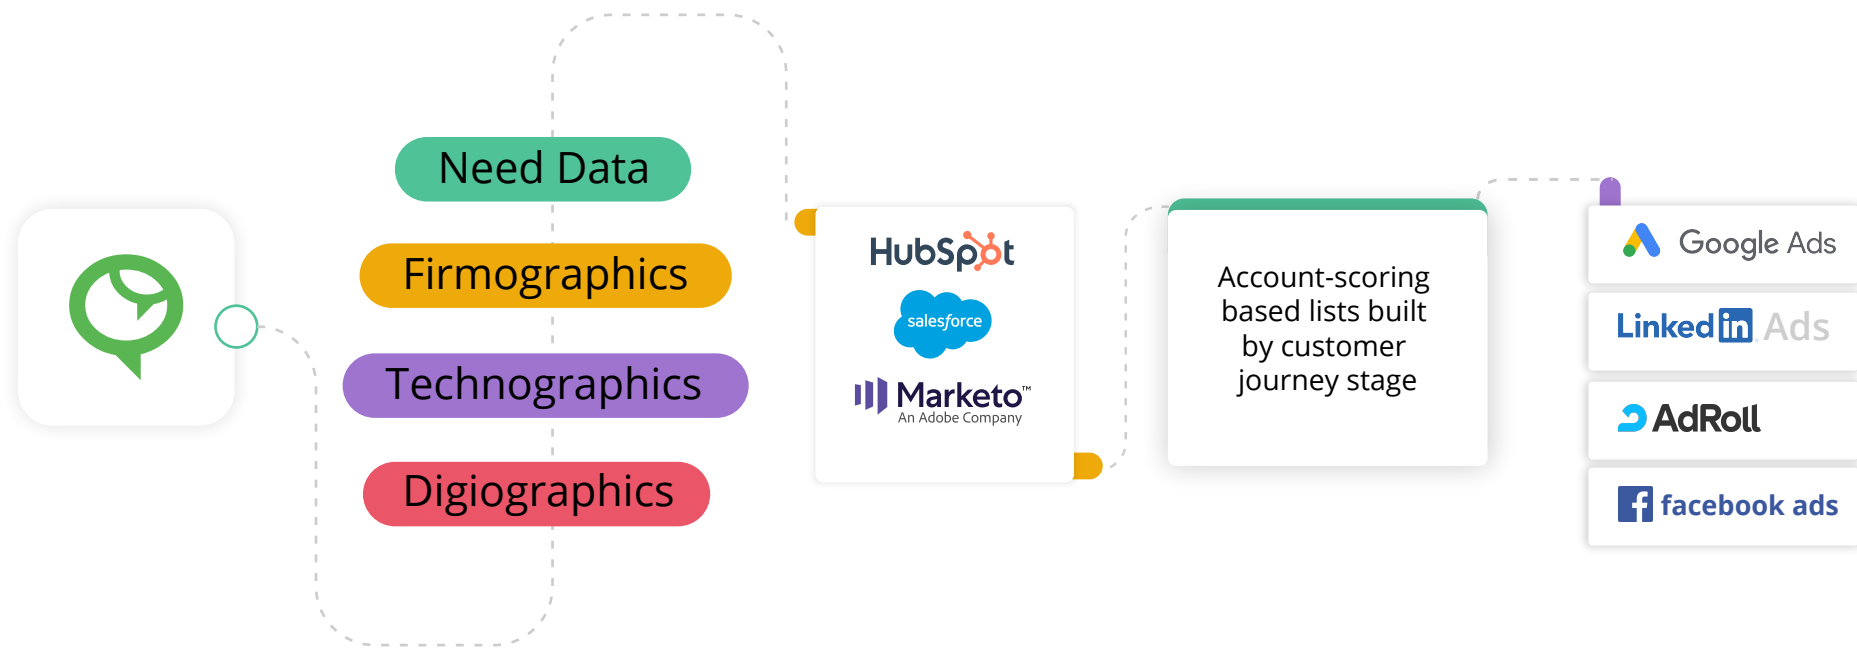 Need Data
Firmographics
Technographics
Digiographics
HubSpot
salesforce
Marketo™
An Adobe Company
Account-scoring
based lists built
by customer
journey stage
Google Ads
LinkedIn Ads
AdRoll
facebook ads